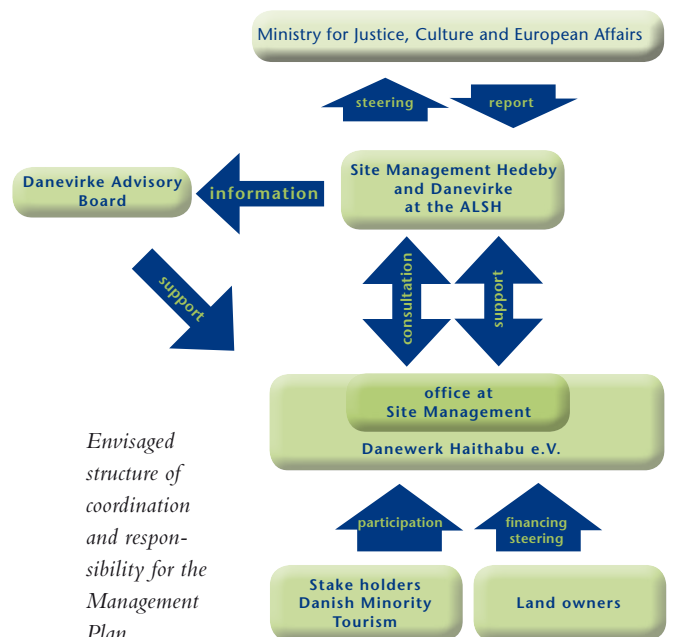 Ministry for Justice, Culture and European Affairs
steering
report
Site Management Hedeby
and Danevirke
at the ALSH
Danevirke Advisory
Board
information
support
consultation
support
office at
Site Management
Danewerk Haithabu e.V.
Envisaged
structure of
coordination
and respon-
sibility for the
Management
Plan
participation
financing
steering
Stake holders
Danish Minority
Tourism
Land owners